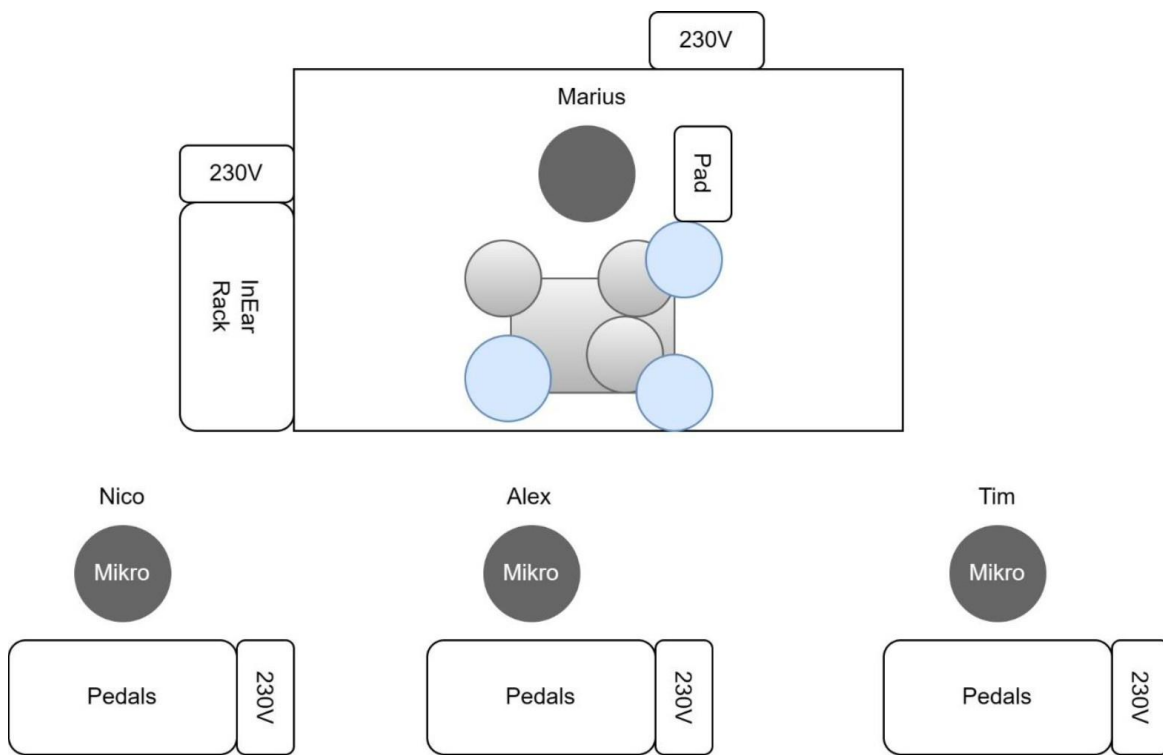 230V
Marius
Pad
230V
InEar
Rack
Nico
Alex
Tim
Mikro
Mikro
Mikro
Pedals
230V
Pedals
230V
Pedals
230V